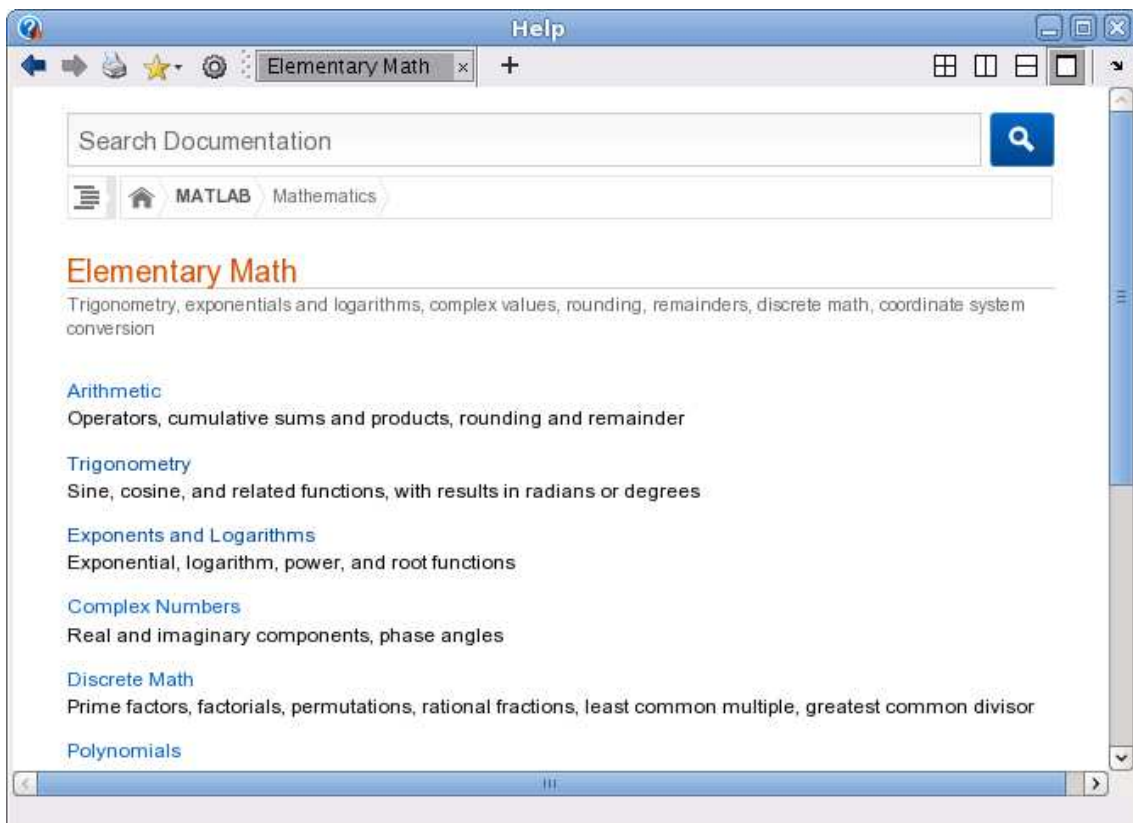 Help
Elementary Math
Search Documentation
MATLAB Mathematics
Elementary Math
Trigonometry, exponentials and logarithms, complex values, rounding, remainders, discrete math, coordinate system
conversion
Arithmetic
Operators, cumulative sums and products, rounding and remainder
Trigonometry
Sine, cosine, and related functions, with results in radians or degrees
Exponents and Logarithms
Exponential, logarithm, power, and root functions
Complex Numbers
Real and imaginary components, phase angles
Discrete Math
Prime factors, factorials, permutations, rational fractions, least common multiple, greatest common divisor
Polynomials